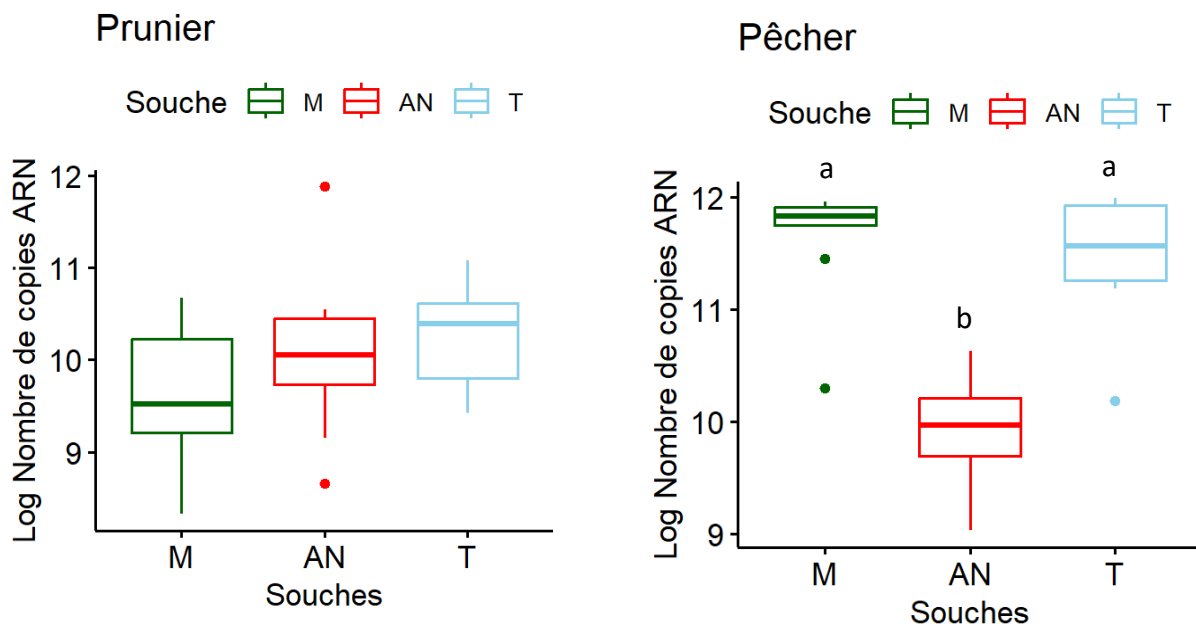 Prunier
Souche M AN T
Log Nombre de copies ARN
12
11
10
9
M AN T
Souches
Pêcher
Souche M AN T
Log Nombre de copies ARN
a a
12
11
b
10
9
M AN T
Souches